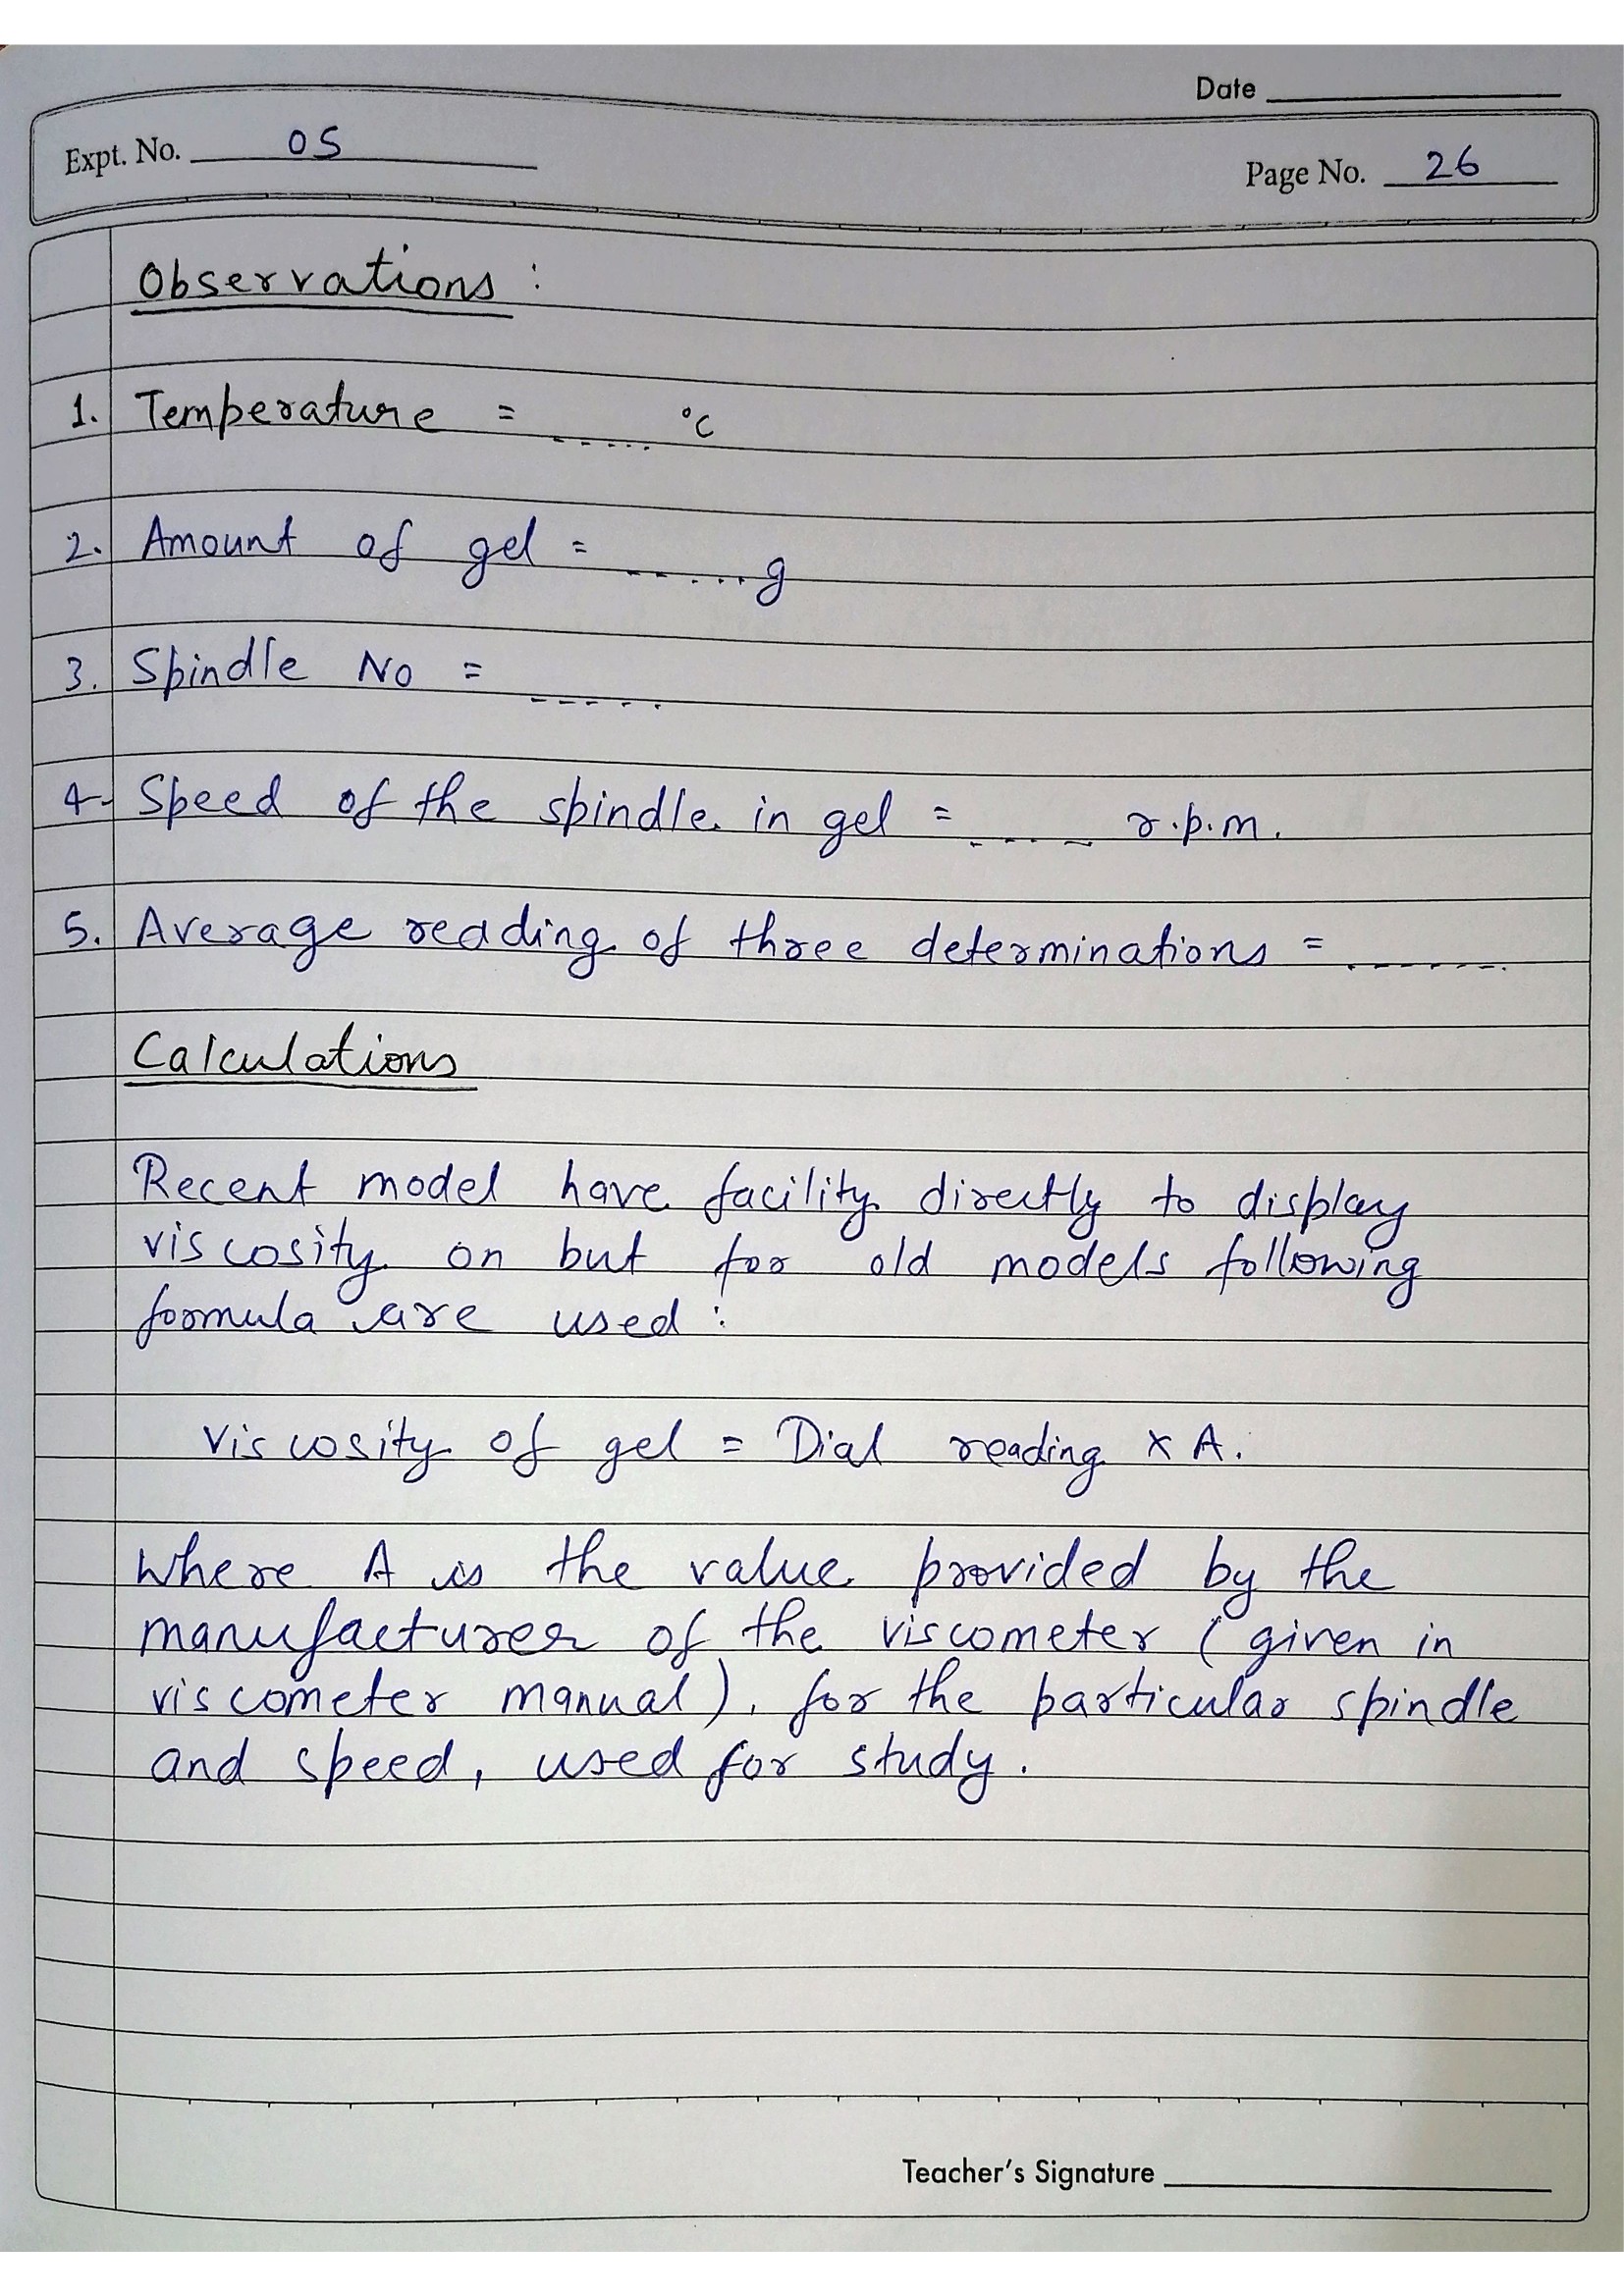 Date
Expt. No. 05
Page No. 26
Observations :
1. Temperature = ..... °C
2. Amount of gel = ...... g
3. Spindle No = .....
4. Speed of the spindle in gel = ..... r.p.m.
5. Average reading of three determinations = .......
Calculations
Recent model have facility directly to display
viscosity on but for old models following
formula are used :
Viscosity of gel = Dial reading × A.
Where A is the value provided by the
manufacturer of the viscometer (given in
viscometer manual), for the particular spindle
and speed, used for study.
Teacher's Signature